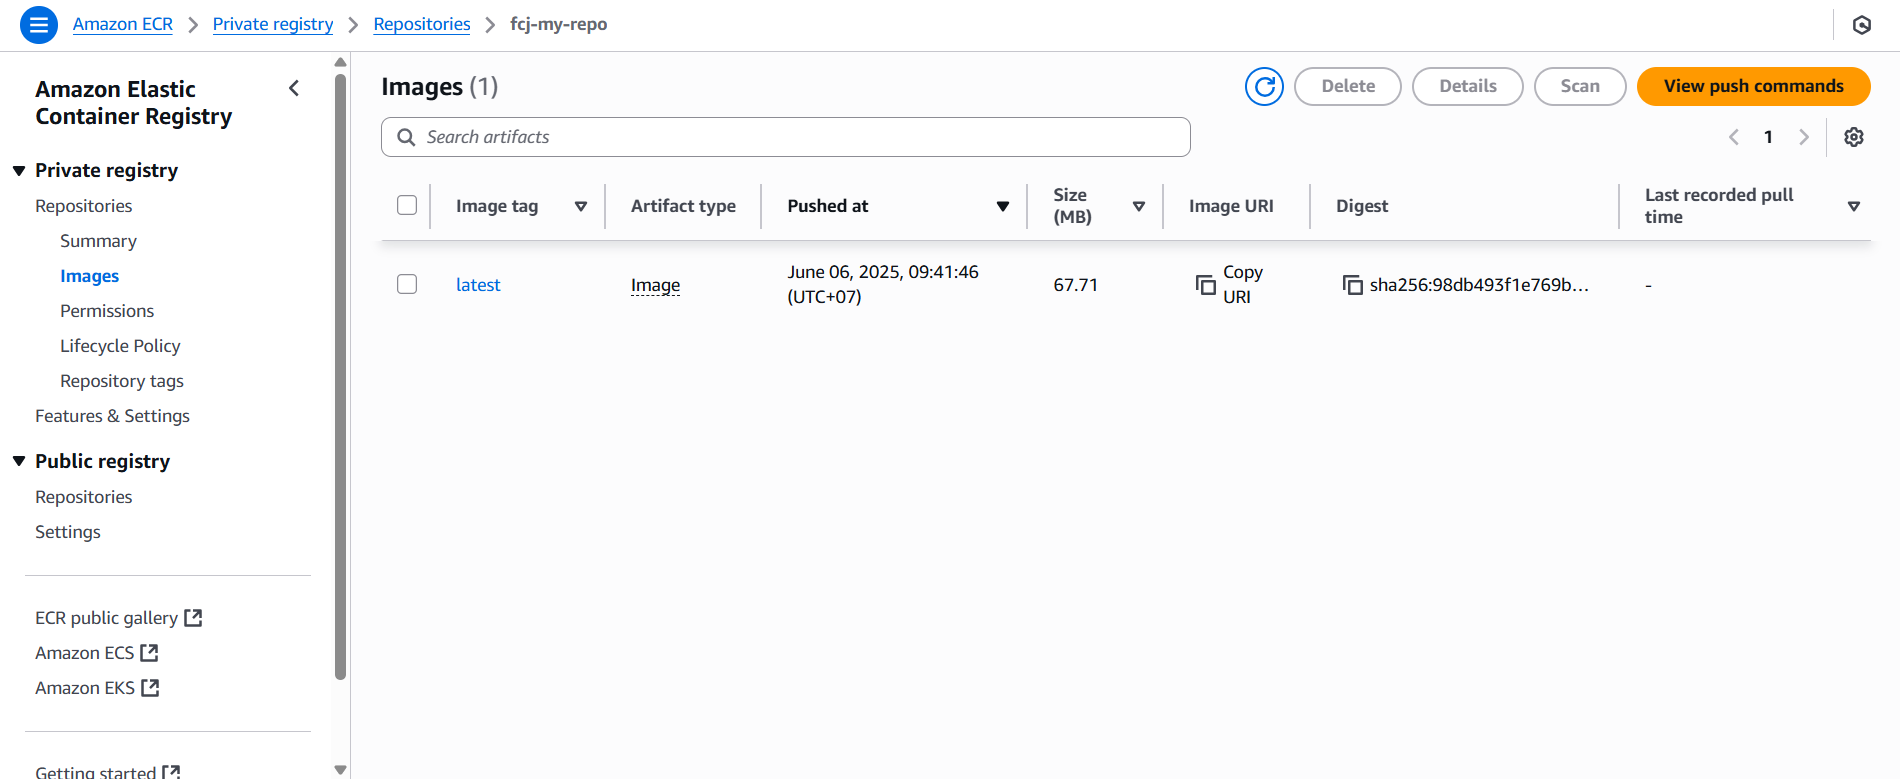 Amazon ECR > Private registry > Repositories > fcj-my-repo
Amazon Elastic
Container Registry
Private registry
Repositories
Summary
Images
Permissions
Lifecycle Policy
Repository tags
Features & Settings
Public registry
Repositories
Settings
ECR public gallery
Amazon ECS
Amazon EKS
Getting started
Images (1)
Delete
Details
Scan
View push commands
Search artifacts
1
Image tag
Artifact type
Pushed at
Size
(MB)
Image URI
Digest
Last recorded pull
time
latest
Image
June 06, 2025, 09:41:46
(UTC+07)
67.71
Copy
URI
sha256:98db493f1e769b...
-